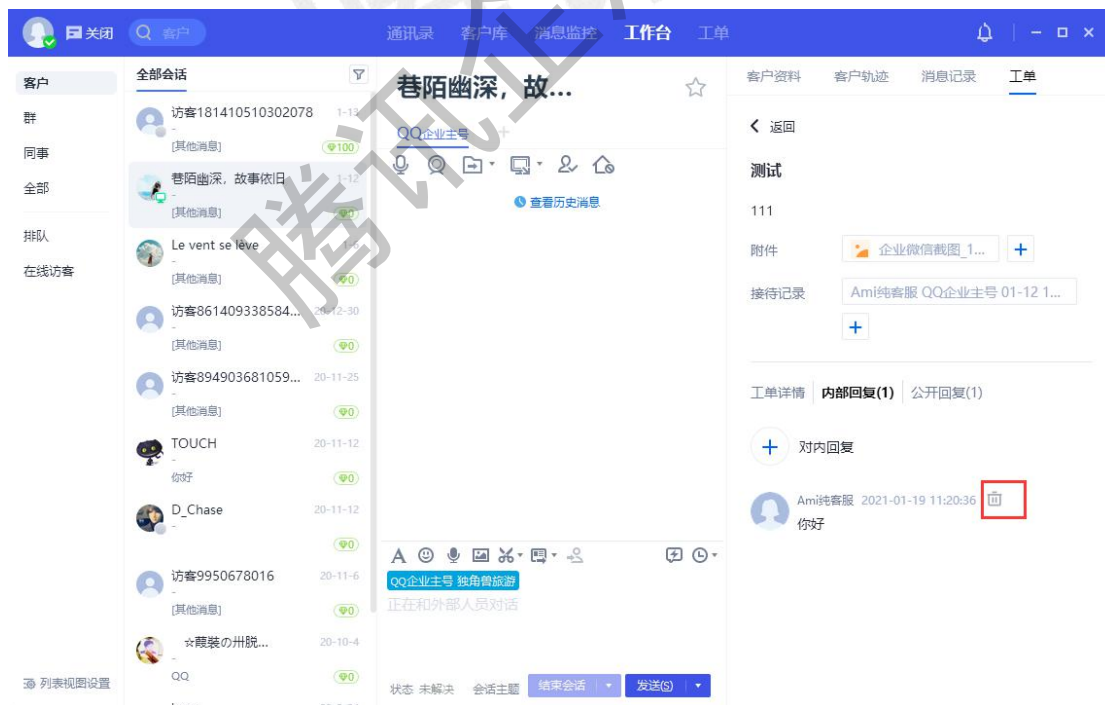 关闭
客户
通讯录 客户库 消息监控 工作台 工单
客户
群
同事
全部
排队
在线访客
列表视图设置
全部会话
访客181410510302078 1-13
-
[其他消息] 100
巷陌幽深，故事依旧 1-12
-
[其他消息] 0
Le vent se lève 1-6
-
[其他消息] 0
访客861409338584... 20-12-30
-
[其他消息] 0
访客894903681059... 20-11-25
-
[其他消息] 0
TOUCH 20-11-12
-
你好 0
D_Chase 20-11-12
-
0
访客9950678016 20-11-6
-
[其他消息] 0
☆蕞裝の卅脱... 20-10-4
-
QQ 0
巷陌幽深，故...
QQ企业主号
查看历史消息
QQ企业主号 独角兽旅游
正在和外部人员对话
状态 未解决 会话主题 结束会话 发送(S)
客户资料 客户轨迹 消息记录 工单
返回
测试
111
附件 企业微信截图_1...
接待记录 Ami纯客服 QQ企业主号 01-12 1...
工单详情 内部回复(1) 公开回复(1)
对内回复
Ami纯客服 2021-01-19 11:20:36
你好
腾讯企